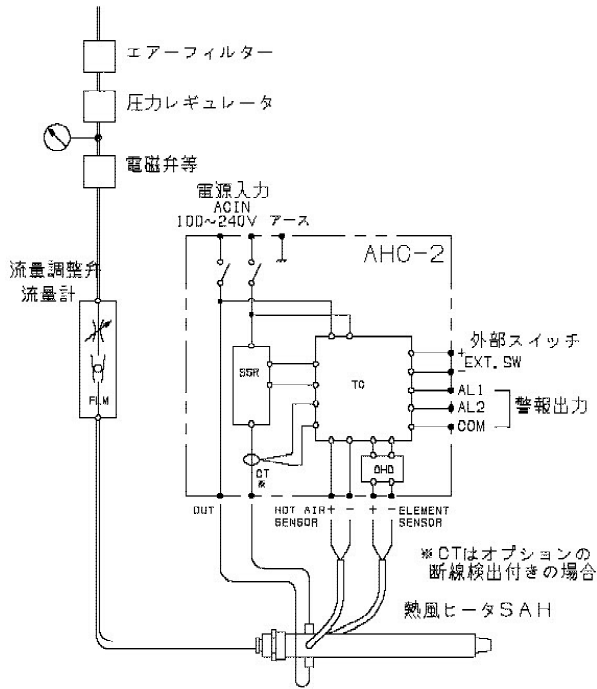 エアーフィルター
圧力レギュレータ
電磁弁等
電源入力
ACIN
100~240V アース
AHC-2
流量調整弁
流量計
FLM
SSR
TC
外部スイッチ
+
EXT.SW
-
AL1
AL2
警報出力
COM
CT
※
OHD
OUT
HOT AIR + - + - ELEMENT
SENSOR SENSOR
※CTはオプションの
断線検出付きの場合
熱風ヒータSAH